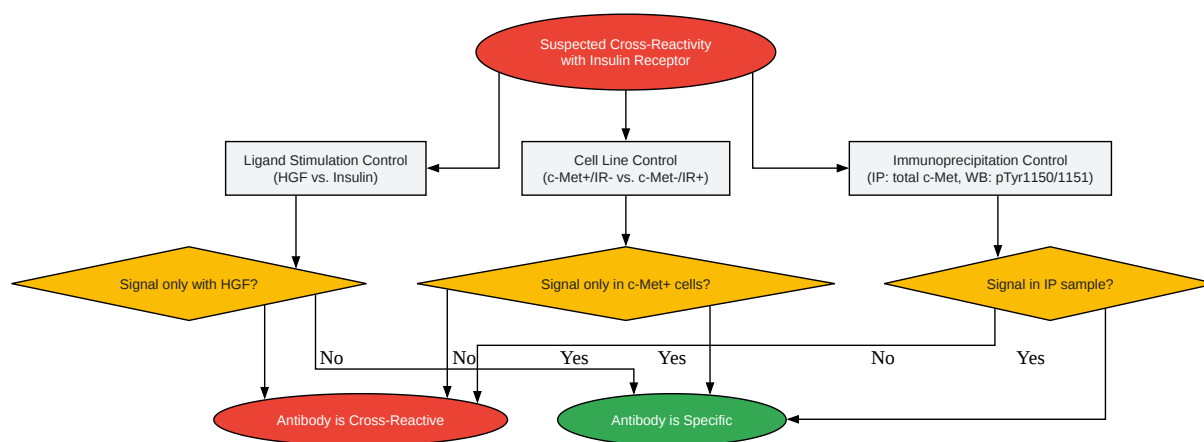 Suspected Cross-Reactivity
with Insulin Receptor
Ligand Stimulation Control
(HGF vs. Insulin)
Cell Line Control
(c-Met+/IR- vs. c-Met-/IR+)
Immunoprecipitation Control
(IP: total c-Met, WB: pTyr1150/1151)
Signal only with HGF?
Signal only in c-Met+ cells?
Signal in IP sample?
No
No
Yes
Yes
No
Yes
Antibody is Cross-Reactive
Antibody is Specific